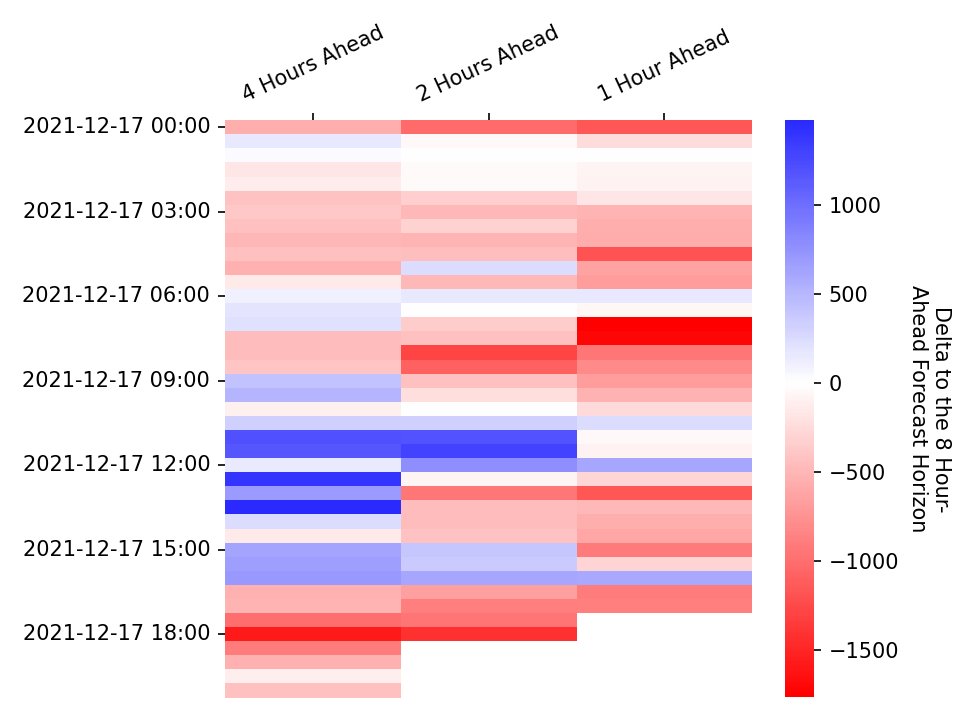 4 Hours Ahead
2 Hours Ahead
1 Hour Ahead
2021-12-17 00:00
2021-12-17 03:00
2021-12-17 06:00
2021-12-17 09:00
2021-12-17 12:00
2021-12-17 15:00
2021-12-17 18:00
1000
500
0
−500
−1000
−1500
Delta to the 8 Hour-
Ahead Forecast Horizon